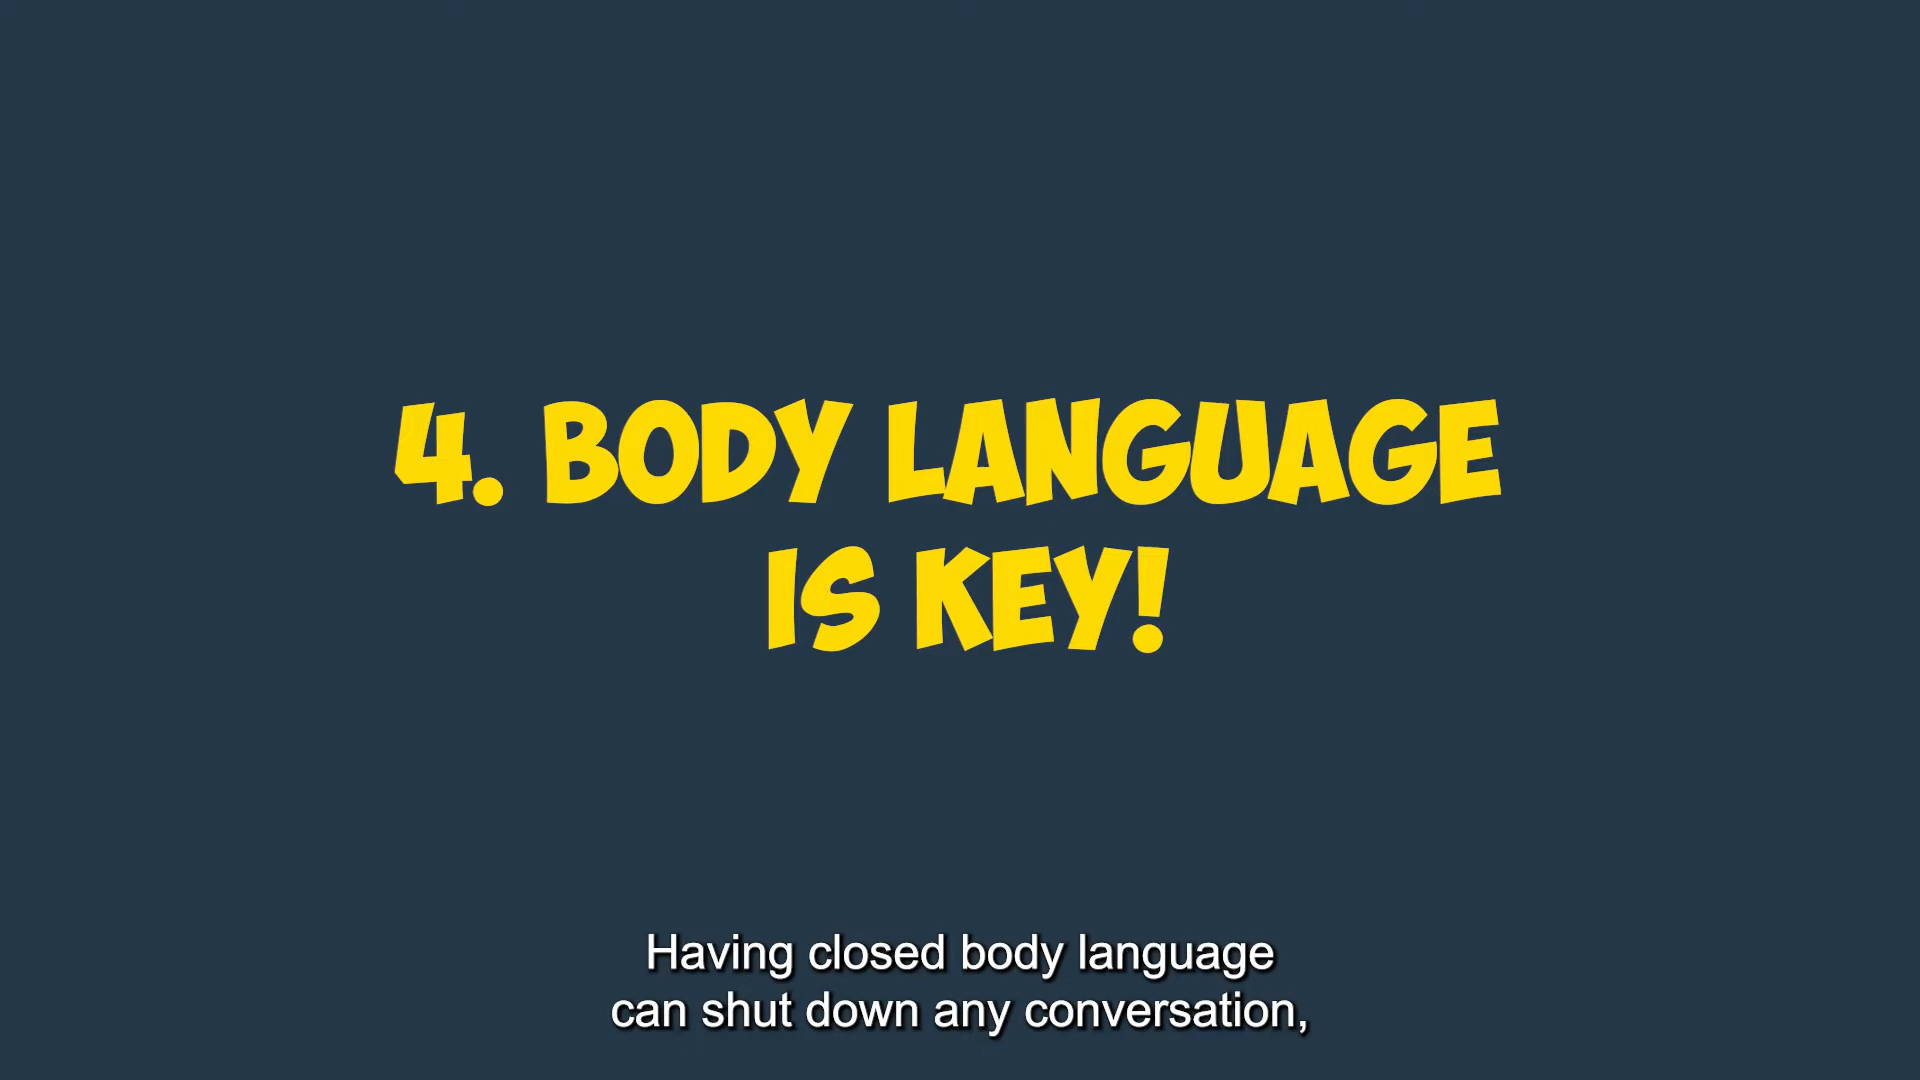 4. BODY LANGUAGE
IS KEY!
Having closed body language
can shut down any conversation,